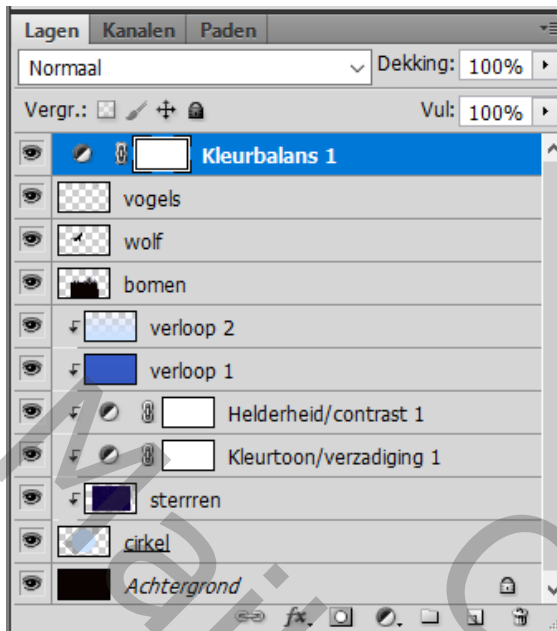 Lagen Kanalen Paden
Normaal Dekking: 100%
Vergr.: Vul: 100%
Kleurbalans 1
vogels
wolf
bomen
verloop 2
verloop 1
Helderheid/contrast 1
Kleurtoon/verzadiging 1
sterrren
cirkel
Achtergrond
fx.